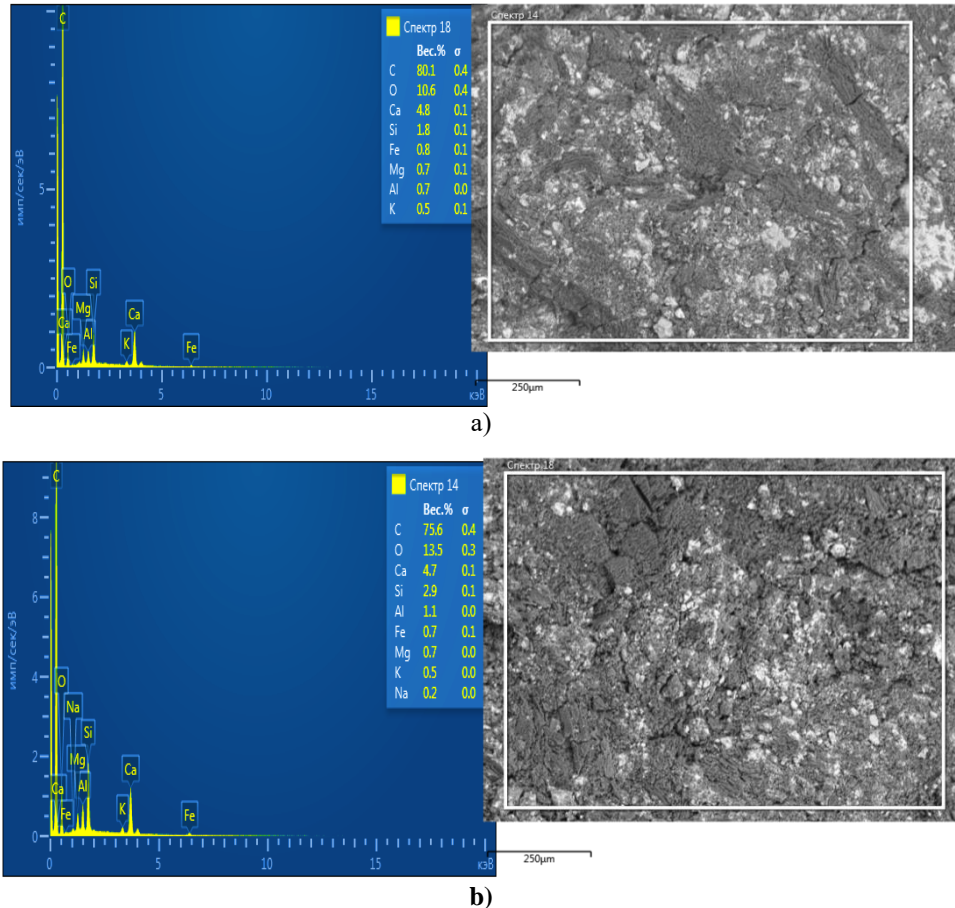 Спектр 18
Вес.% σ
C 80.1 0.4
O 10.6 0.4
Ca 4.8 0.1
Si 1.8 0.1
Fe 0.8 0.1
Mg 0.7 0.1
Al 0.7 0.0
K 0.5 0.1
C
O
Si
Mg
Ca
Al
Fe
K
Ca
Fe
имп/сек/эВ
5
0
0 5 10 15 кэВ
Спектр 14
250µm
a)
Спектр 14
Вес.% σ
C 75.6 0.4
O 13.5 0.3
Ca 4.7 0.1
Si 2.9 0.1
Al 1.1 0.0
Fe 0.7 0.1
Mg 0.7 0.0
K 0.5 0.0
Na 0.2 0.0
C
O
Na
Si
Mg
Ca
Al
Fe
K
Ca
Fe
имп/сек/эВ
8
6
4
2
0
0 5 10 15 кэВ
Спектр 18
250µm
b)